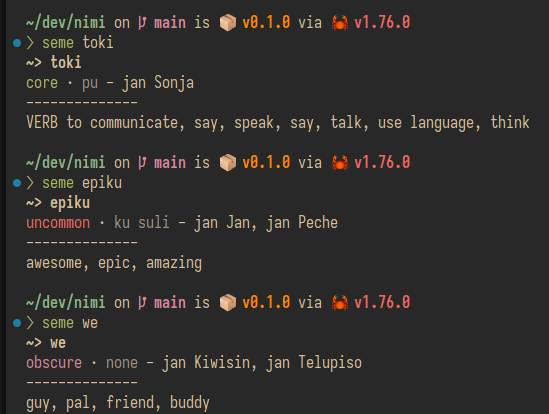 ~/dev/nimi on main is 📦 v0.1.0 via 🦀 v1.76.0
❯ seme toki
~> toki
core · pu – jan Sonja
--------------
VERB to communicate, say, speak, say, talk, use language, think
~/dev/nimi on main is 📦 v0.1.0 via 🦀 v1.76.0
❯ seme epiku
~> epiku
uncommon · ku suli – jan Jan, jan Peche
--------------
awesome, epic, amazing
~/dev/nimi on main is 📦 v0.1.0 via 🦀 v1.76.0
❯ seme we
~> we
obscure · none – jan Kiwisin, jan Telupiso
--------------
guy, pal, friend, buddy